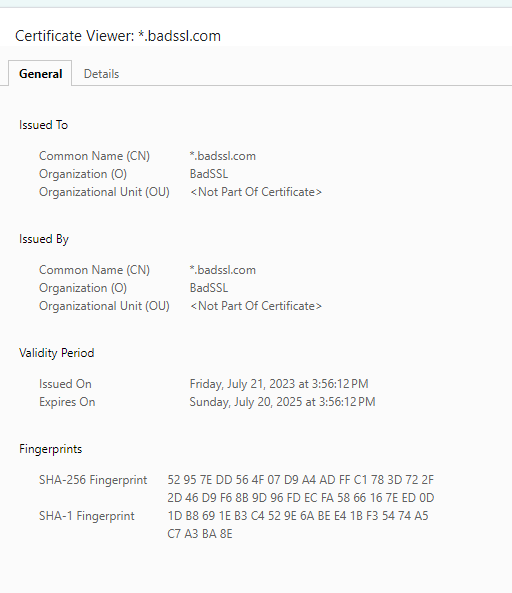 Certificate Viewer: *.badssl.com
General Details
Issued To
Common Name (CN) *.badssl.com
Organization (O) BadSSL
Organizational Unit (OU) <Not Part Of Certificate>
Issued By
Common Name (CN) *.badssl.com
Organization (O) BadSSL
Organizational Unit (OU) <Not Part Of Certificate>
Validity Period
Issued On Friday, July 21, 2023 at 3:56:12 PM
Expires On Sunday, July 20, 2025 at 3:56:12 PM
Fingerprints
SHA-256 Fingerprint 52 95 7E DD 56 4F 07 D9 A4 AD FF C1 78 3D 72 2F
2D 46 D9 F6 8B 9D 96 FD EC FA 58 66 16 7E ED 0D
SHA-1 Fingerprint 1D B8 69 1E B3 C4 52 9E 6A BE E4 1B F3 54 74 A5
C7 A3 BA 8E